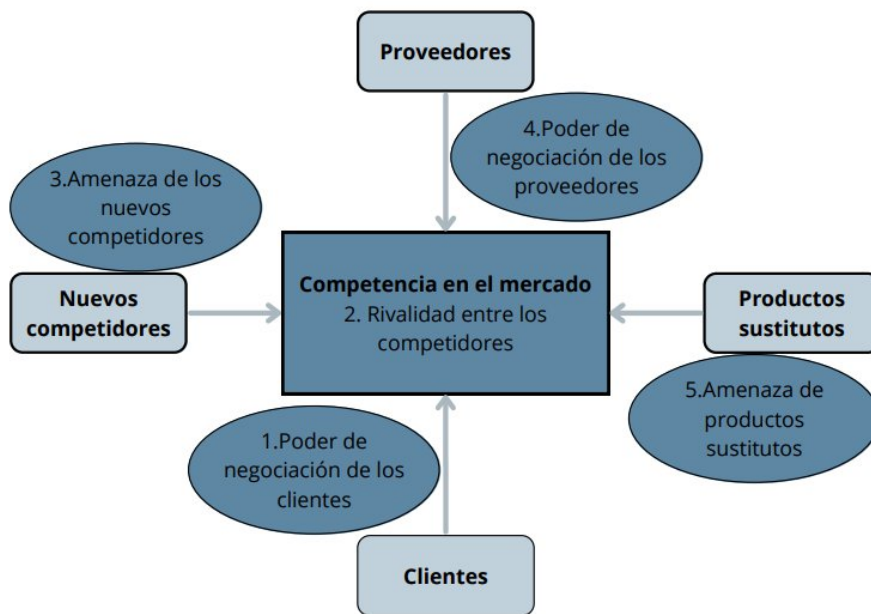 Proveedores
4.Poder de
negociación de los
proveedores
3.Amenaza de los
nuevos
competidores
Competencia en el mercado
2. Rivalidad entre los
competidores
Nuevos
competidores
Productos
sustitutos
5.Amenaza de
productos
sustitutos
1.Poder de
negociación de los
clientes
Clientes